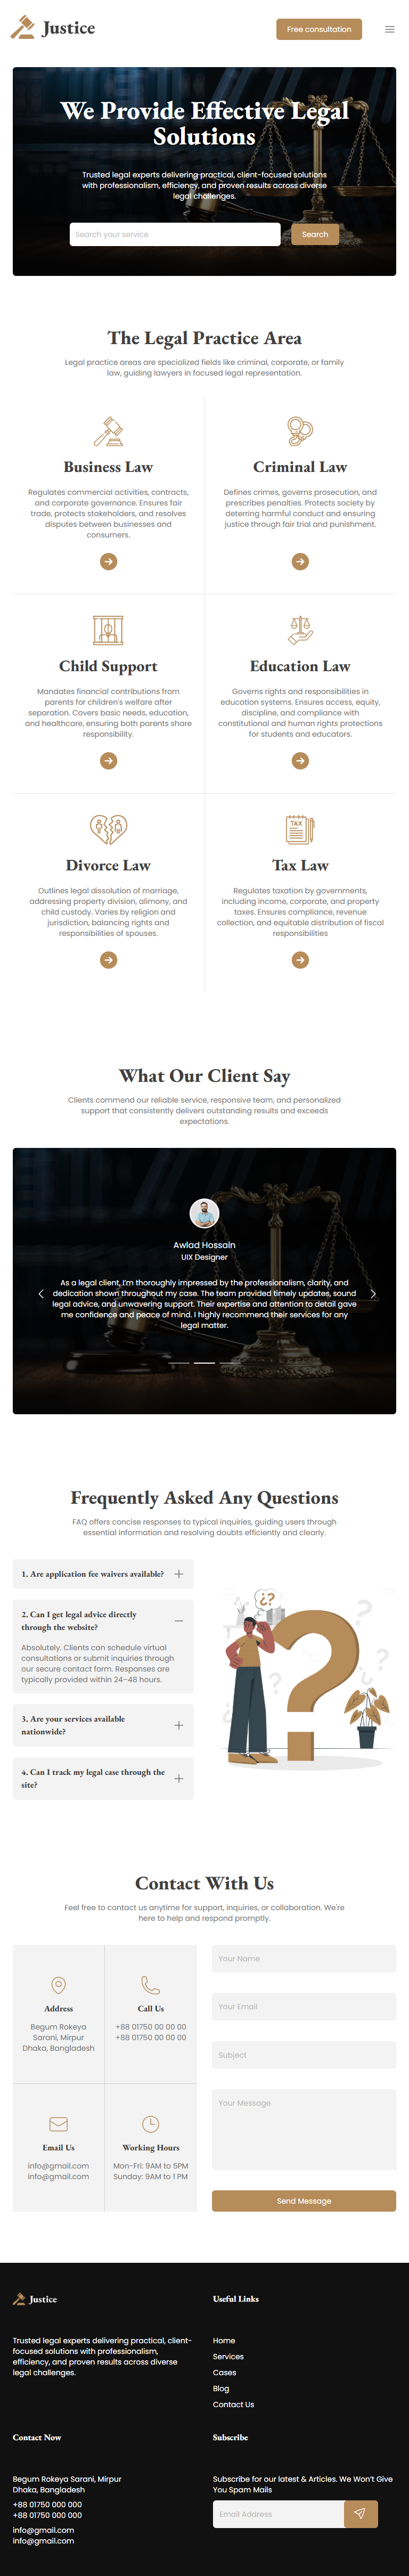 Justice
Free consultation
We Provide Effective Legal
Solutions
Trusted legal experts delivering practical, client-focused solutions
with professionalism, efficiency, and proven results across diverse
legal challenges.
Search your service
Search
The Legal Practice Area
Legal practice areas are specialized fields like criminal, corporate, or family
law, guiding lawyers in focused legal representation.
Business Law
Regulates commercial activities, contracts,
and corporate governance. Ensures fair
trade, protects stakeholders, and resolves
disputes between businesses and
consumers.
Criminal Law
Defines crimes, governs prosecution, and
prescribes penalties. Protects society by
deterring harmful conduct and ensuring
justice through fair trial and punishment.
Child Support
Mandates financial contributions from
parents for children's welfare after
separation. Covers basic needs, education,
and healthcare, ensuring both parents share
responsibility.
Education Law
Governs rights and responsibilities in
education systems. Ensures access, equity,
discipline, and compliance with
constitutional and human rights protections
for students and educators.
Divorce Law
Outlines legal dissolution of marriage,
addressing property division, alimony, and
child custody. Varies by religion and
jurisdiction, balancing rights and
responsibilities of spouses.
TAX
Tax Law
Regulates taxation by governments,
including income, corporate, and property
taxes. Ensures compliance, revenue
collection, and equitable distribution of fiscal
responsibilities
What Our Client Say
Clients commend our reliable service, responsive team, and personalized
support that consistently delivers outstanding results and exceeds
expectations.
Awlad Hossain
UIX Designer
As a legal client, I'm thoroughly impressed by the professionalism, clarity, and
dedication shown throughout my case. The team provided timely updates, sound
legal advice, and unwavering support. Their expertise and attention to detail gave
me confidence and peace of mind. I highly recommend their services for any
legal matter.
Frequently Asked Any Questions
FAQ offers concise responses to typical inquiries, guiding users through
essential information and resolving doubts efficiently and clearly.
1. Are application fee waivers available?
2. Can I get legal advice directly
through the website?
Absolutely. Clients can schedule virtual
consultations or submit inquiries through
our secure contact form. Responses are
typically provided within 24–48 hours.
3. Are your services available
nationwide?
4. Can I track my legal case through the
site?
Contact With Us
Feel free to contact us anytime for support, inquiries, or collaboration. We're
here to help and respond promptly.
Address
Begum Rokeya
Sarani, Mirpur
Dhaka, Bangladesh
Call Us
+88 01750 00 00 00
+88 01750 00 00 00
Email Us
info@gmail.com
info@gmail.com
Working Hours
Mon-Fri: 9AM to 5PM
Sunday: 9AM to 1 PM
Your Name
Your Email
Subject
Your Message
Send Message
Justice
Trusted legal experts delivering practical, client-
focused solutions with professionalism,
efficiency, and proven results across diverse
legal challenges.
Useful Links
Home
Services
Cases
Blog
Contact Us
Contact Now
Begum Rokeya Sarani, Mirpur
Dhaka, Bangladesh
+88 01750 000 000
+88 01750 000 000
info@gmail.com
info@gmail.com
Subscribe
Subscribe for our latest & Articles. We Won't Give
You Spam Mails
Email Address